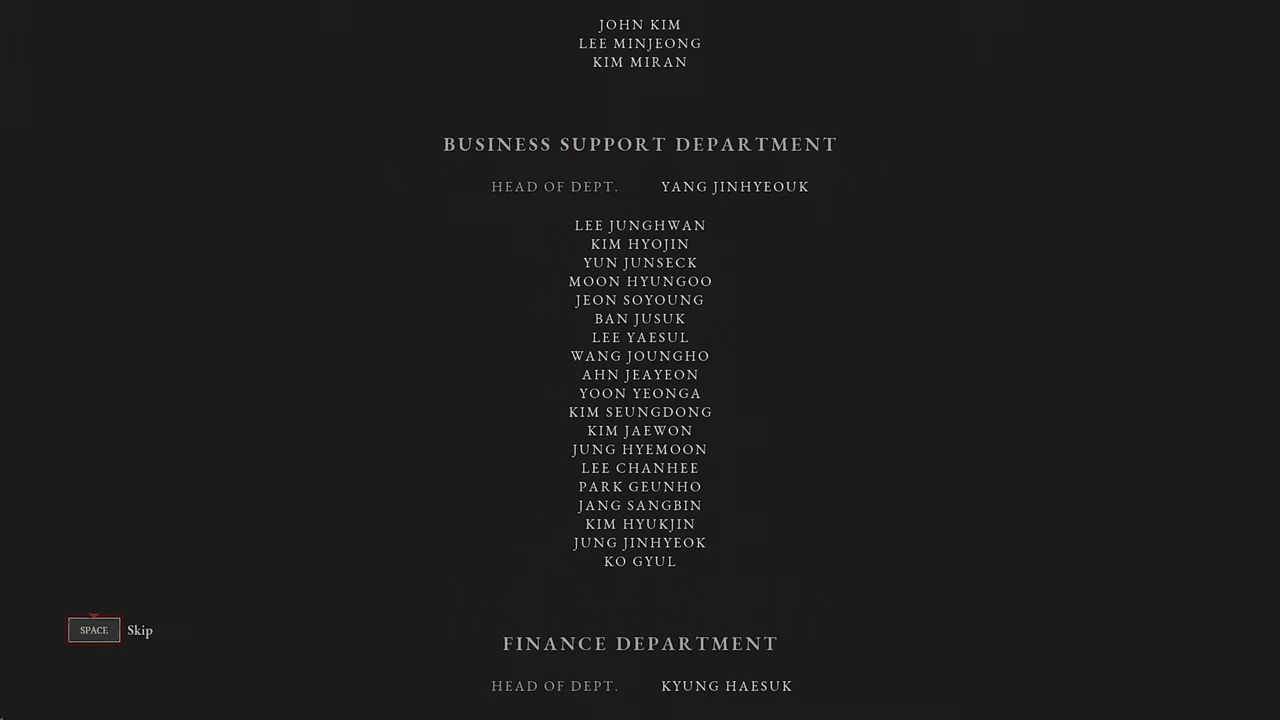 JOHN KIM
LEE MINJEONG
KIM MIRAN
BUSINESS SUPPORT DEPARTMENT
HEAD OF DEPT. YANG JINHYEOUK
LEE JUNGHWAN
KIM HYOJIN
YUN JUNSECK
MOON HYUNGOO
JEON SOYOUNG
BAN JUSUK
LEE YAESUL
WANG JOUNGHO
AHN JEAYEON
YOON YEONGA
KIM SEUNGDONG
KIM JAEWON
JUNG HYEMOON
LEE CHANHEE
PARK GEUNHO
JANG SANGBIN
KIM HYUKJIN
JUNG JINHYEOK
KO GYUL
SPACE Skip
FINANCE DEPARTMENT
HEAD OF DEPT. KYUNG HAESUK